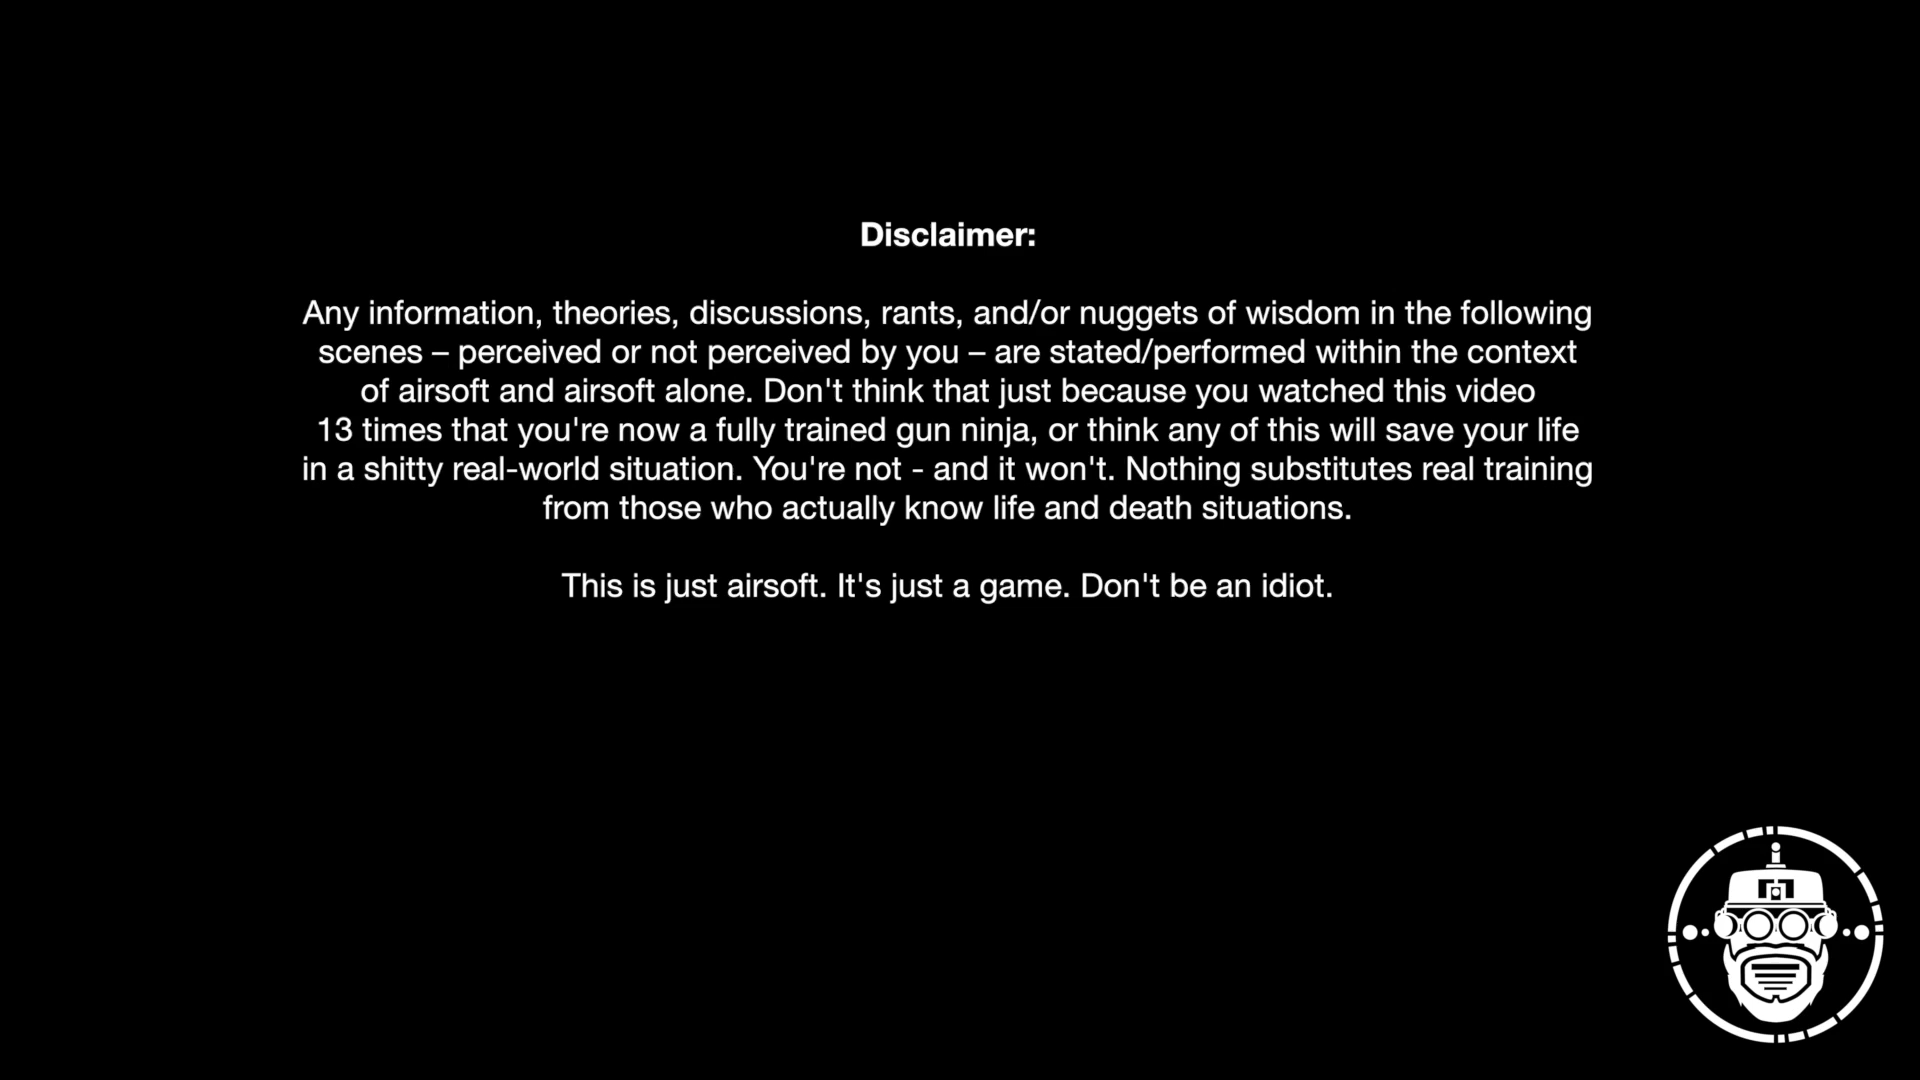 Disclaimer:
Any information, theories, discussions, rants, and/or nuggets of wisdom in the following
scenes – perceived or not perceived by you – are stated/performed within the context
of airsoft and airsoft alone. Don't think that just because you watched this video
13 times that you're now a fully trained gun ninja, or think any of this will save your life
in a shitty real-world situation. You're not - and it won't. Nothing substitutes real training
from those who actually know life and death situations.
This is just airsoft. It's just a game. Don't be an idiot.